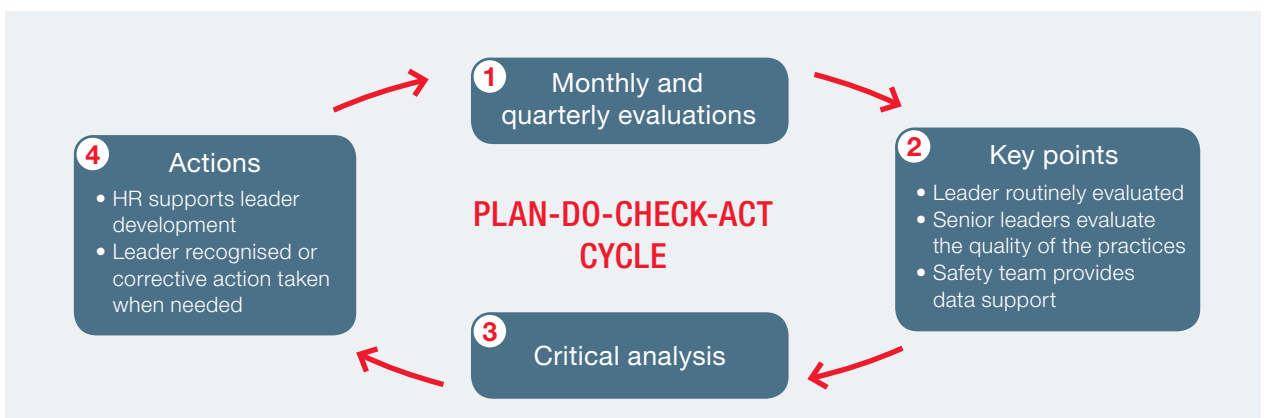 1
Monthly and
quarterly evaluations
2
Key points
• Leader routinely evaluated
• Senior leaders evaluate
the quality of the practices
• Safety team provides
data support
PLAN-DO-CHECK-ACT
CYCLE
3
Critical analysis
4
Actions
• HR supports leader
development
• Leader recognised or
corrective action taken
when needed